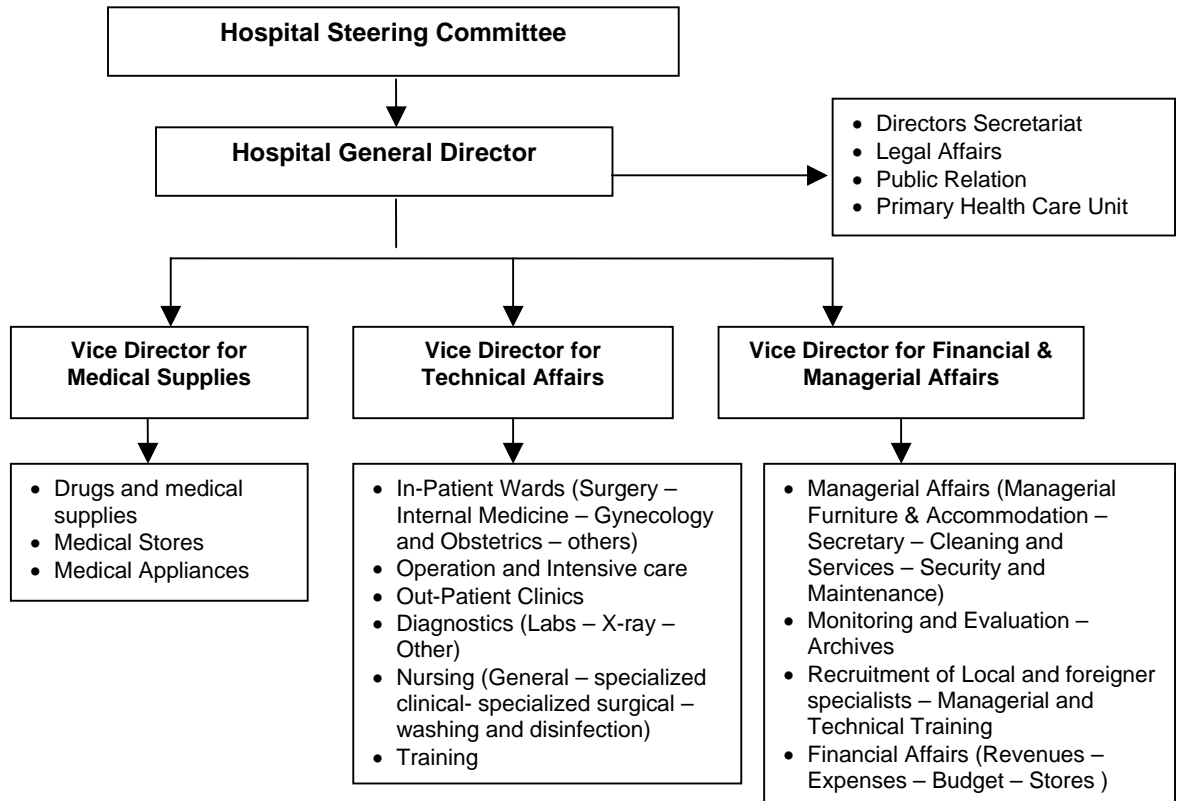 Hospital Steering Committee
Hospital General Director
• Directors Secretariat
• Legal Affairs
• Public Relation
• Primary Health Care Unit
Vice Director for
Medical Supplies
Vice Director for
Technical Affairs
Vice Director for Financial &
Managerial Affairs
• Drugs and medical
supplies
• Medical Stores
• Medical Appliances
• In-Patient Wards (Surgery –
Internal Medicine – Gynecology
and Obstetrics – others)
• Operation and Intensive care
• Out-Patient Clinics
• Diagnostics (Labs – X-ray –
Other)
• Nursing (General – specialized
clinical- specialized surgical –
washing and disinfection)
• Training
• Managerial Affairs (Managerial
Furniture & Accommodation –
Secretary – Cleaning and
Services – Security and
Maintenance)
• Monitoring and Evaluation –
Archives
• Recruitment of Local and foreigner
specialists – Managerial and
Technical Training
• Financial Affairs (Revenues –
Expenses – Budget – Stores )